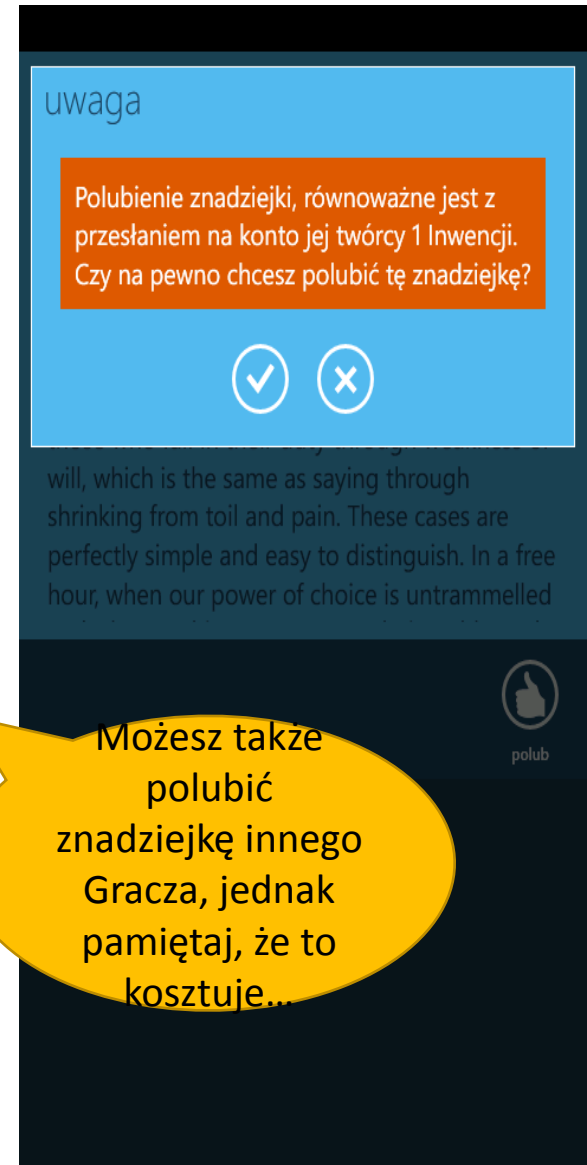 uwaga
Polubienie znadziejki, równoważne jest z
przesłaniem na konto jej twórcy 1 Inwencji.
Czy na pewno chcesz polubić tę znadziejkę?
will, which is the same as saying through
shrinking from toil and pain. These cases are
perfectly simple and easy to distinguish. In a free
hour, when our power of choice is untrammelled
polub
Możesz także
polubić
znadziejkę innego
Gracza, jednak
pamiętaj, że to
kosztuje...